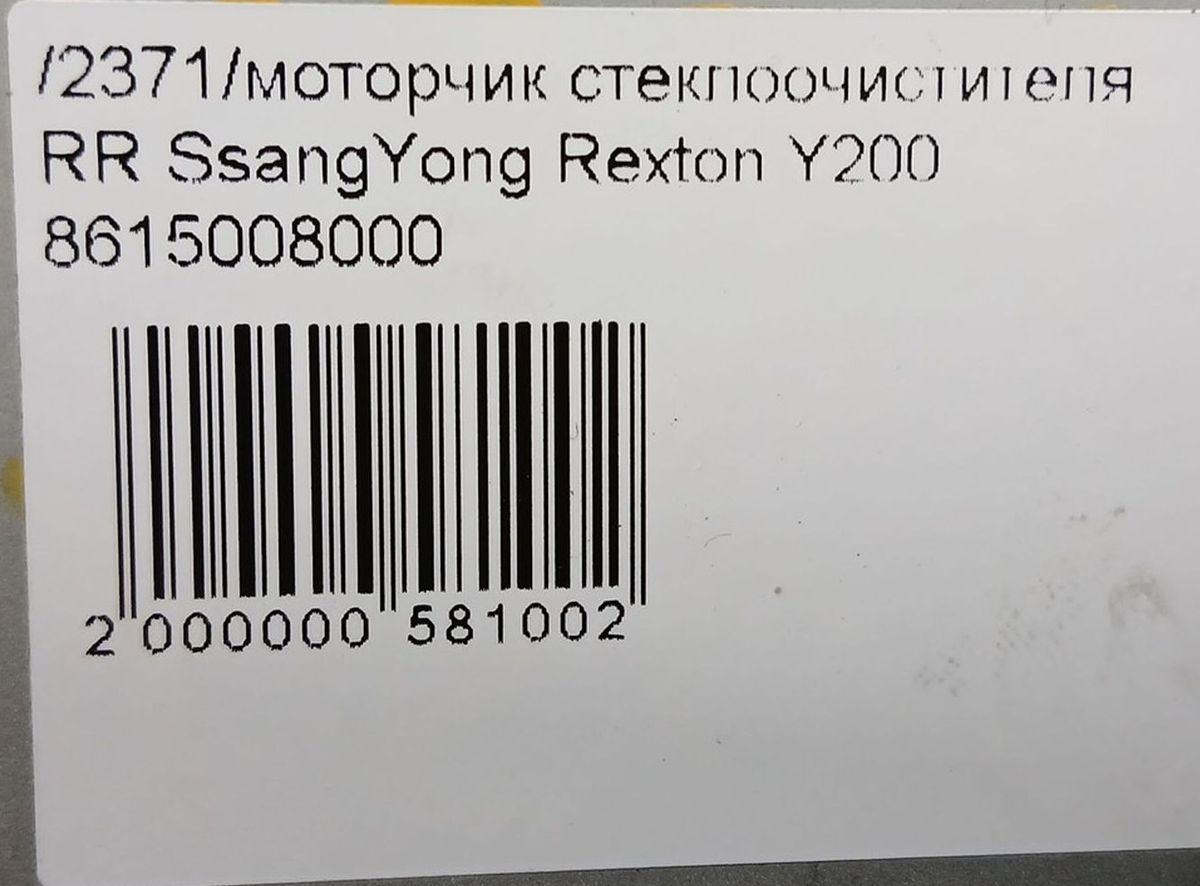 /2371/моторчик стеклоочистителя
RR SsangYong Rexton Y200
8615008000
2 000000 581002